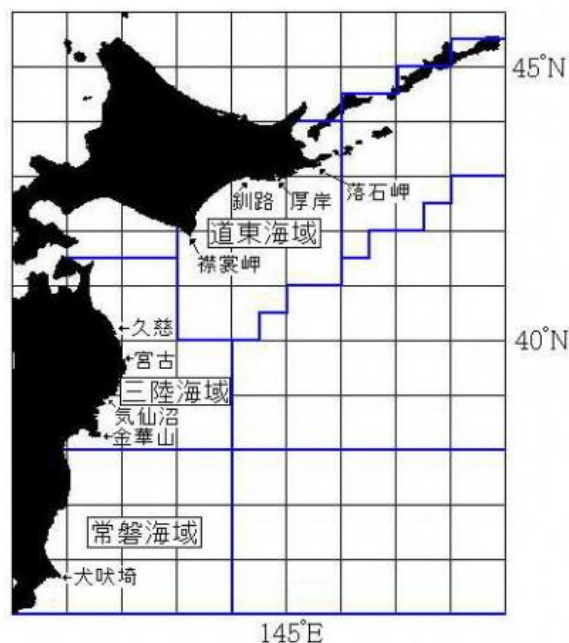 45°N
釧路
厚岸
落石岬
道東海域
襟裳岬
久慈
40°N
宮古
三陸海域
気仙沼
金華山
常磐海域
犬吠埼
145°E